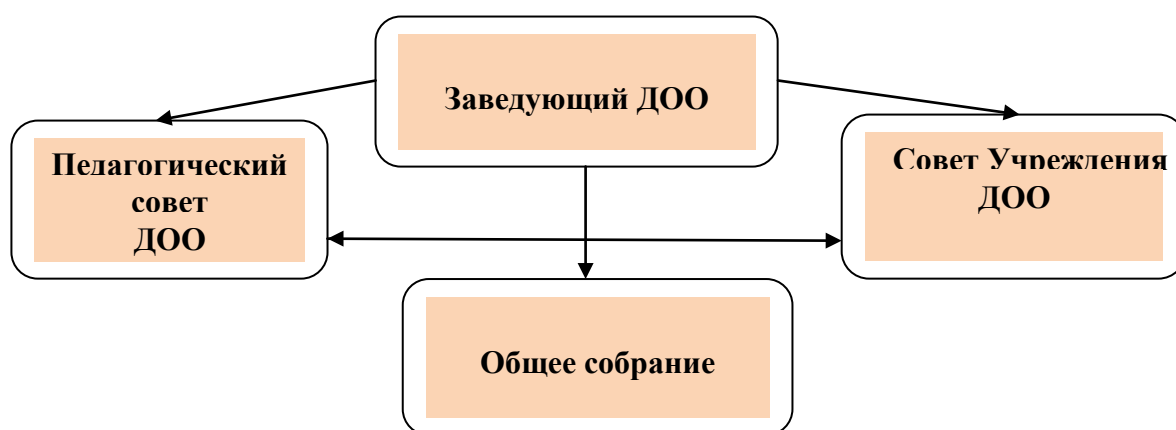 Заведующий ДОО
Педагогический
совет
ДОО
Совет Учреждения
ДОО
Общее собрание